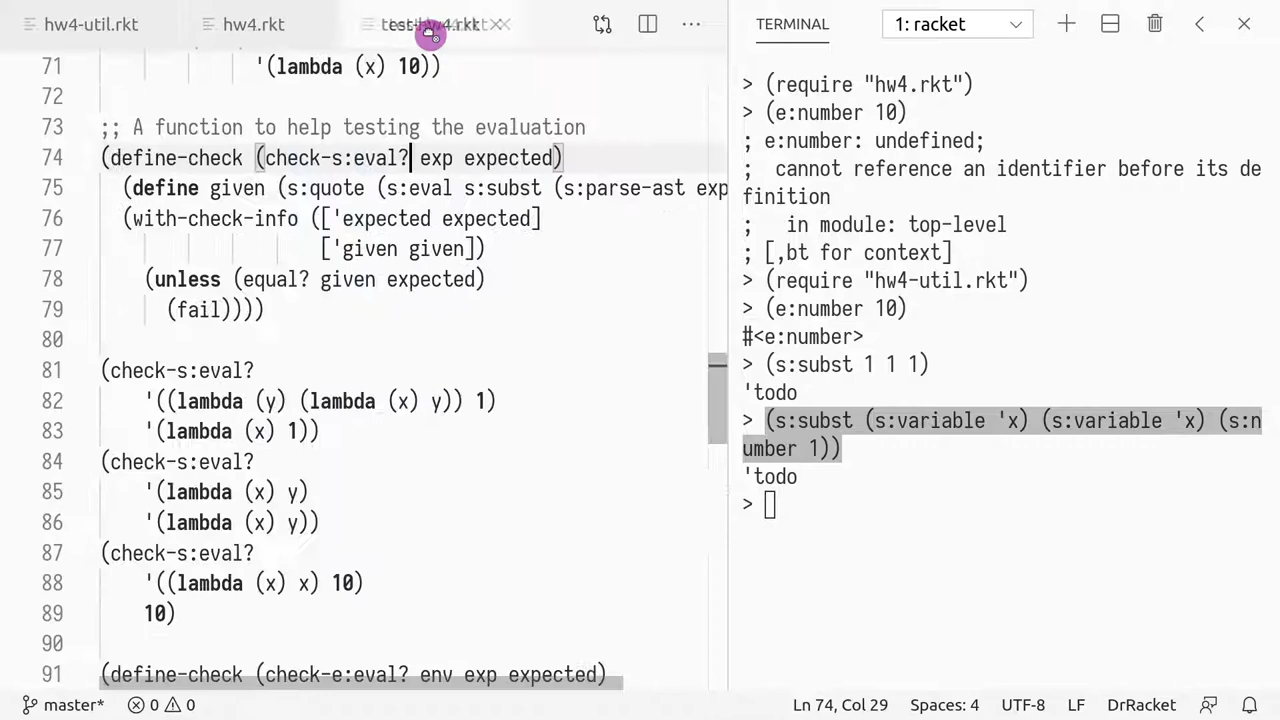 hw4-util.rkt
hw4.rkt
test-hw4.rkt
TERMINAL
1: racket
71 '(lambda (x) 10))
72
73 ;; A function to help testing the evaluation
74 (define-check (check-s:eval? exp expected)
75 (define given (s:quote (s:eval s:subst (s:parse-ast exp
76 (with-check-info (['expected expected]
77 ['given given])
78 (unless (equal? given expected)
79 (fail))))
80
81 (check-s:eval?
82 '((lambda (y) (lambda (x) y)) 1)
83 '(lambda (x) 1))
84 (check-s:eval?
85 '(lambda (x) y)
86 '(lambda (x) y))
87 (check-s:eval?
88 '((lambda (x) x) 10)
89 10)
90
91 (define-check (check-e:eval? env exp expected)
> (require "hw4.rkt")
> (e:number 10)
; e:number: undefined;
;  cannot reference an identifier before its de
finition
;   in module: top-level
; [,bt for context]
> (require "hw4-util.rkt")
> (e:number 10)
#<e:number>
> (s:subst 1 1 1)
'todo
> (s:subst (s:variable 'x) (s:variable 'x) (s:n
umber 1))
'todo
>
master*
0
0
Ln 74, Col 29
Spaces: 4
UTF-8
LF
DrRacket